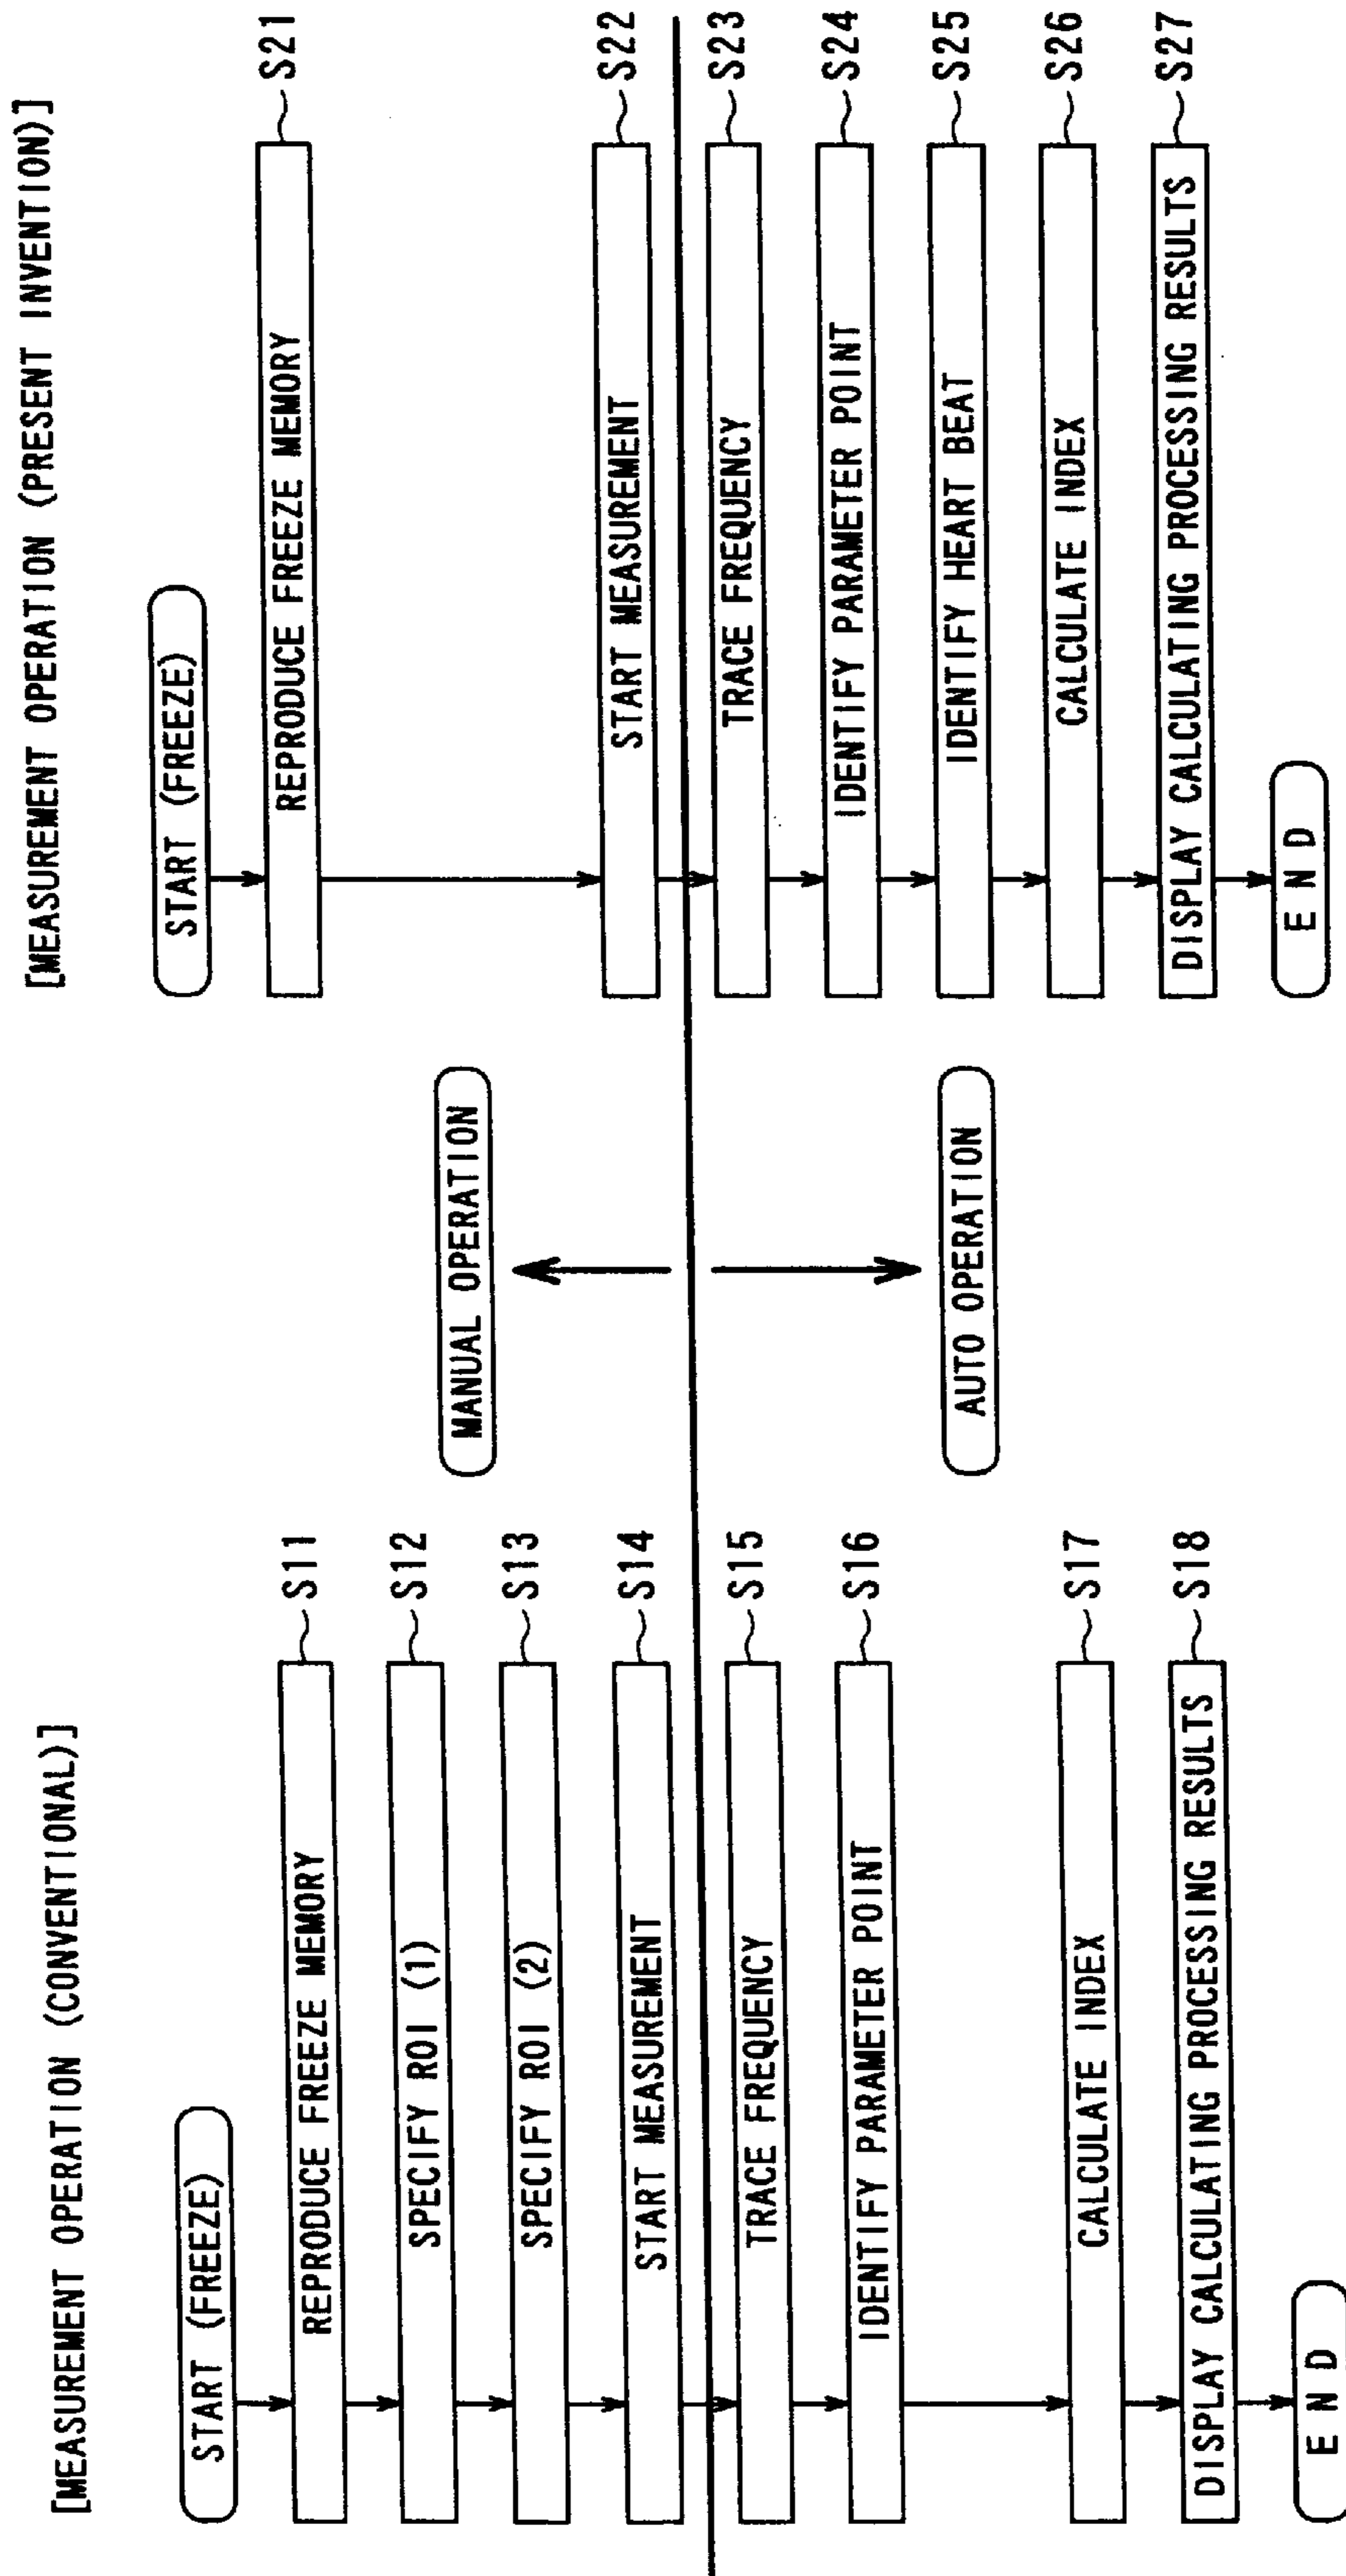 [MEASUREMENT OPERATION (CONVENTIONAL)]
START (FREEZE)
REPRODUCE FREEZE MEMORY
S11
SPECIFY ROI (1)
S12
SPECIFY ROI (2)
S13
START MEASUREMENT
S14
TRACE FREQUENCY
S15
IDENTIFY PARAMETER POINT
S16
CALCULATE INDEX
S17
DISPLAY CALCULATING PROCESSING RESULTS
S18
END
MANUAL OPERATION
AUTO OPERATION
[MEASUREMENT OPERATION (PRESENT INVENTION)]
START (FREEZE)
REPRODUCE FREEZE MEMORY
S21
START MEASUREMENT
S22
TRACE FREQUENCY
S23
IDENTIFY PARAMETER POINT
S24
IDENTIFY HEART BEAT
S25
CALCULATE INDEX
S26
DISPLAY CALCULATING PROCESSING RESULTS
S27
END